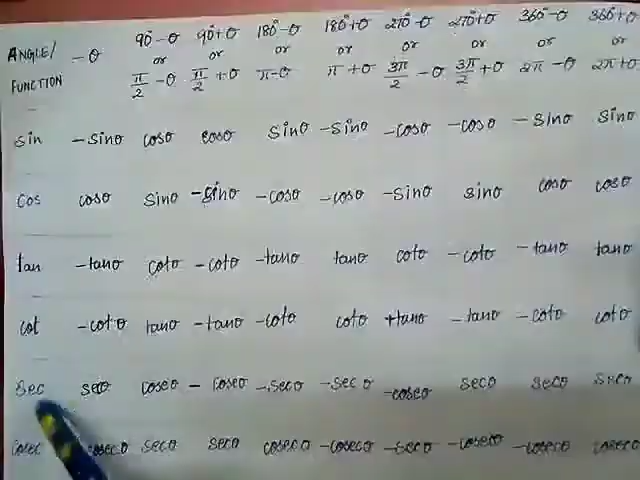 ANGLE/ FUNCTION -θ 90°-θ or π/2 -θ 90°+θ or π/2 +θ 180°-θ or π-θ 180°+θ or π+θ 270°-θ or 3π/2 -θ 270°+θ or 3π/2 +θ 360°-θ or 2π-θ 360°+θ or 2π+θ
sin -sinθ cosθ cosθ sinθ -sinθ -cosθ -cosθ -sinθ sinθ
cos cosθ sinθ -sinθ -cosθ -cosθ -sinθ sinθ cosθ cosθ
tan -tanθ cotθ -cotθ -tanθ tanθ cotθ -cotθ -tanθ tanθ
cot -cotθ tanθ -tanθ -cotθ cotθ +tanθ -tanθ -cotθ cotθ
sec secθ cosecθ -cosecθ -secθ -secθ -cosecθ secθ secθ secθ
cosec cosecθ secθ secθ cosecθ -cosecθ -secθ -cosecθ -cosecθ cosecθ